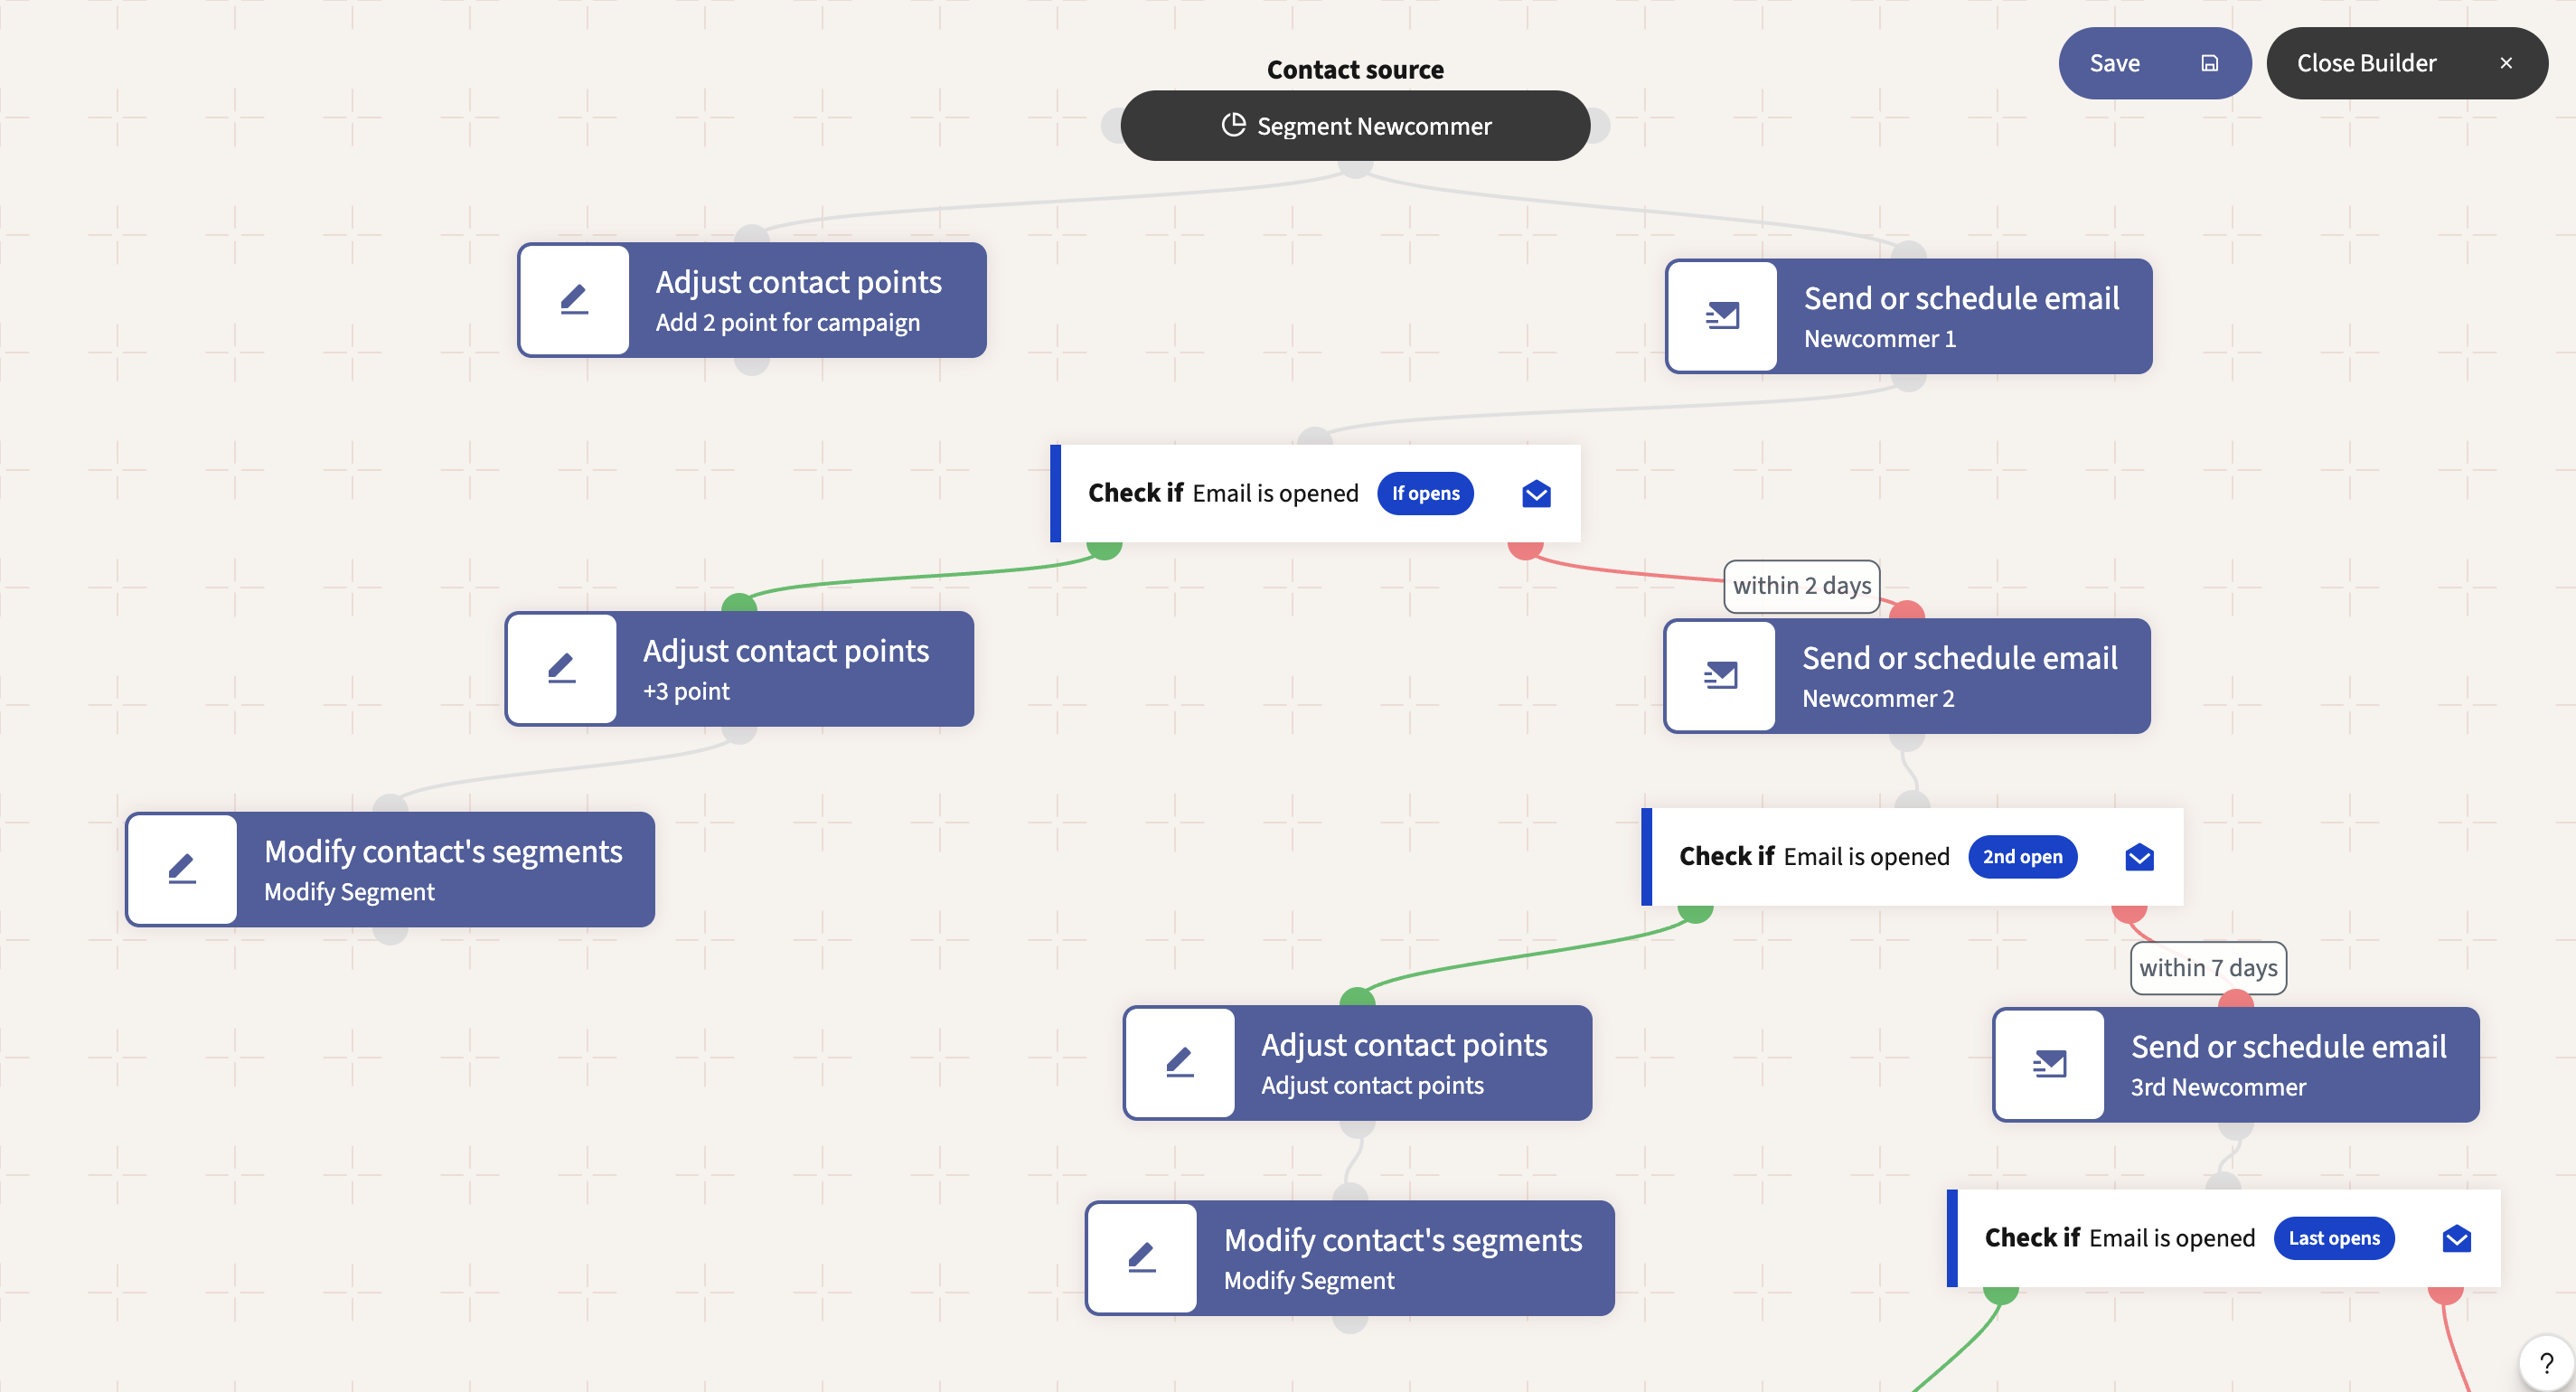 Save
Close Builder
Contact source
Segment Newcommer
Adjust contact points
Add 2 point for campaign
Send or schedule email
Newcommer 1
Check if Email is opened If opens
within 2 days
Adjust contact points
+3 point
Send or schedule email
Newcommer 2
Modify contact's segments
Modify Segment
Check if Email is opened 2nd open
within 7 days
Adjust contact points
Adjust contact points
Send or schedule email
3rd Newcommer
Modify contact's segments
Modify Segment
Check if Email is opened Last opens
?